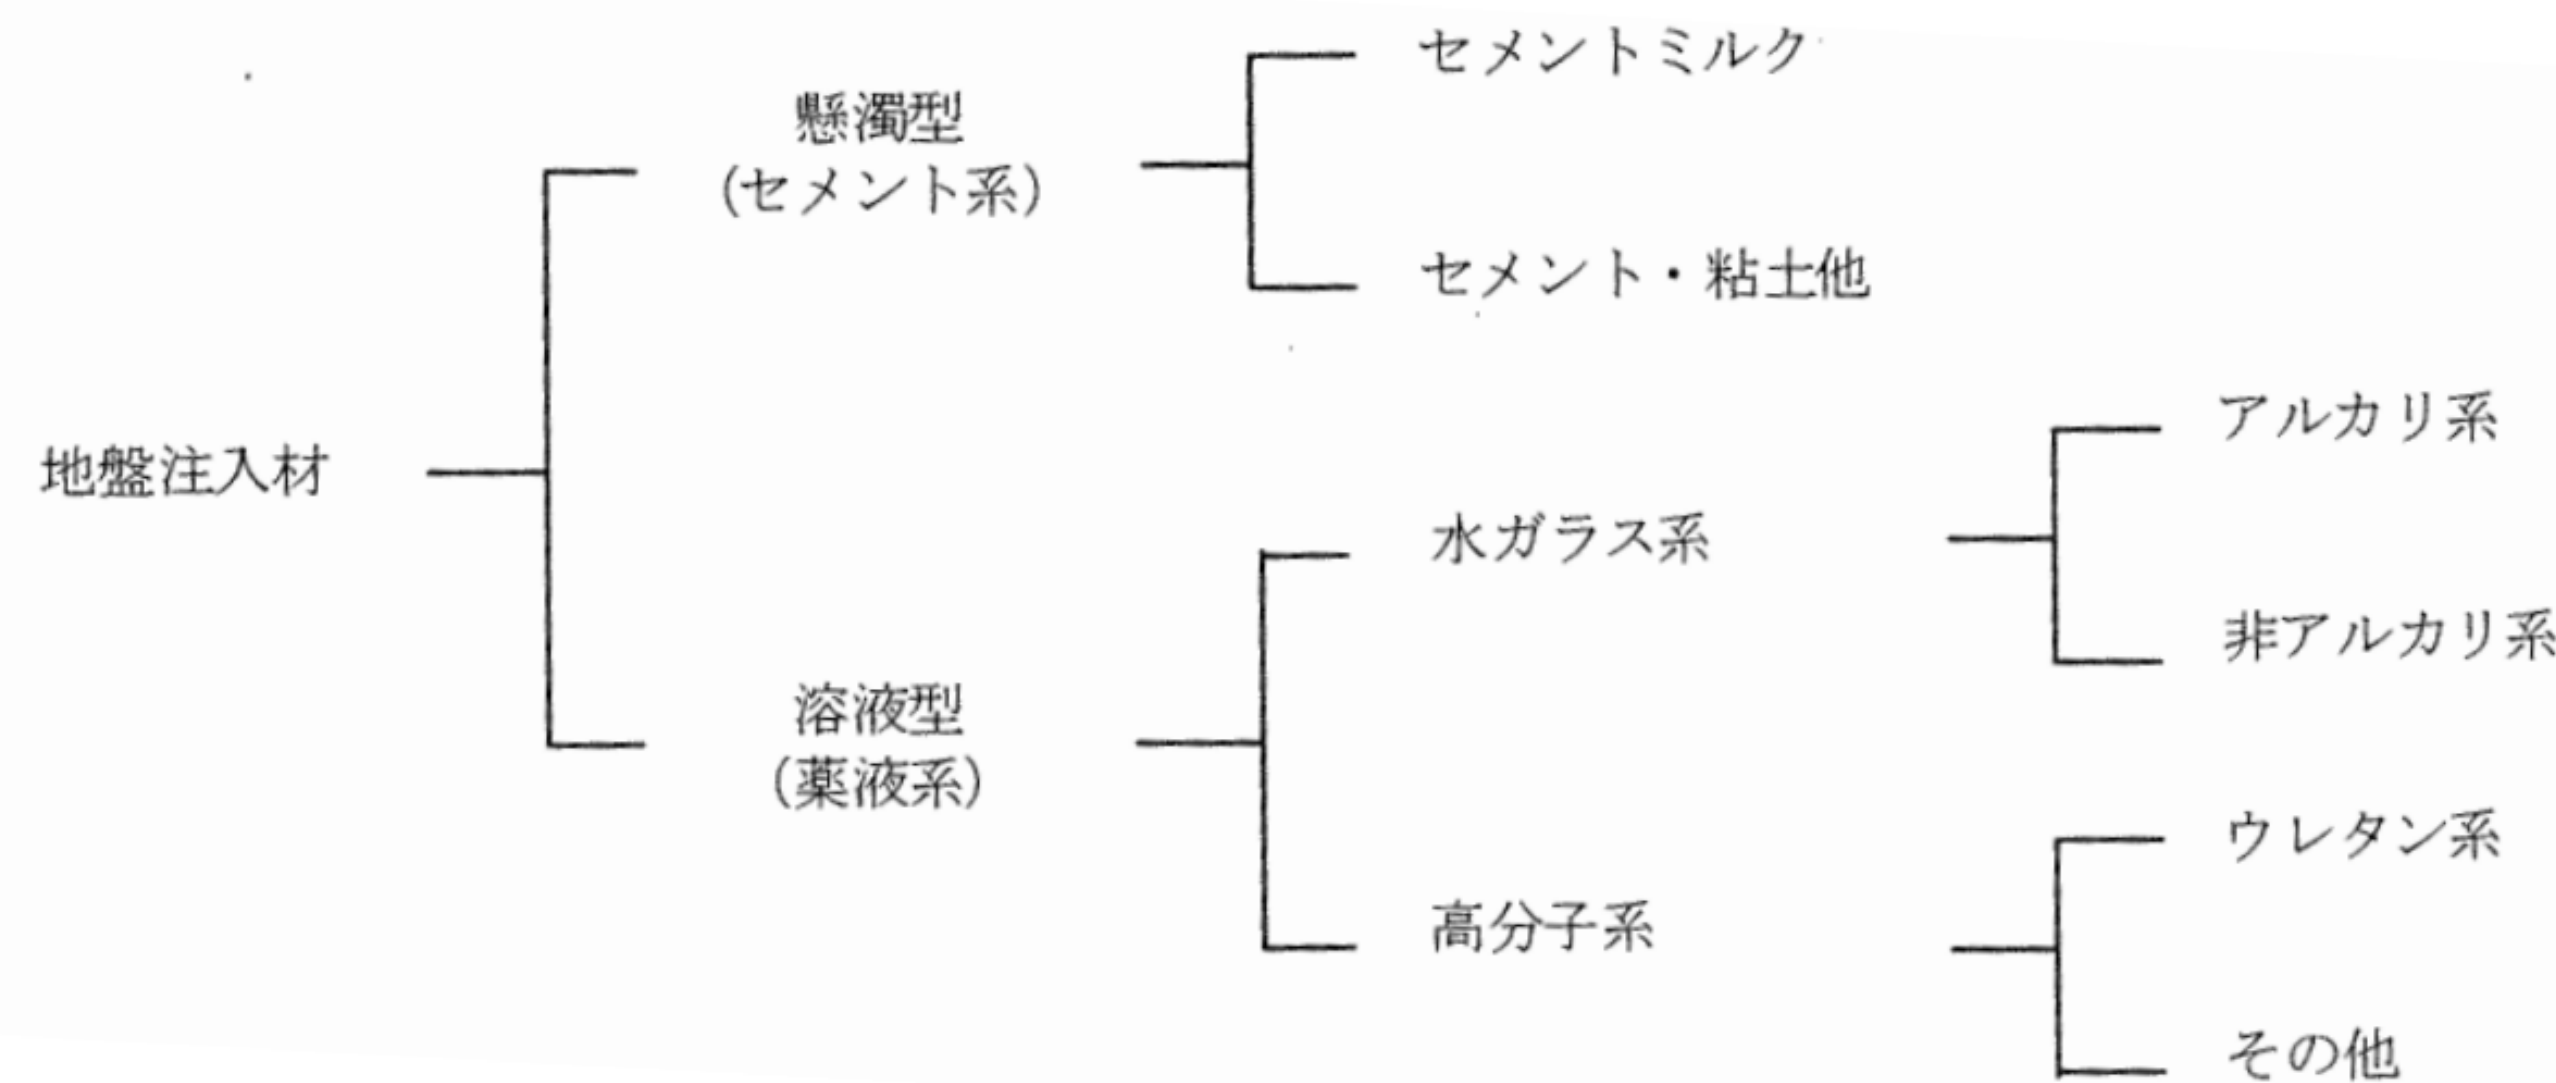 セメントミルク
懸濁型
(セメント系)
セメント・粘土他
地盤注入材
アルカリ系
水ガラス系
非アルカリ系
溶液型
(薬液系)
ウレタン系
高分子系
その他